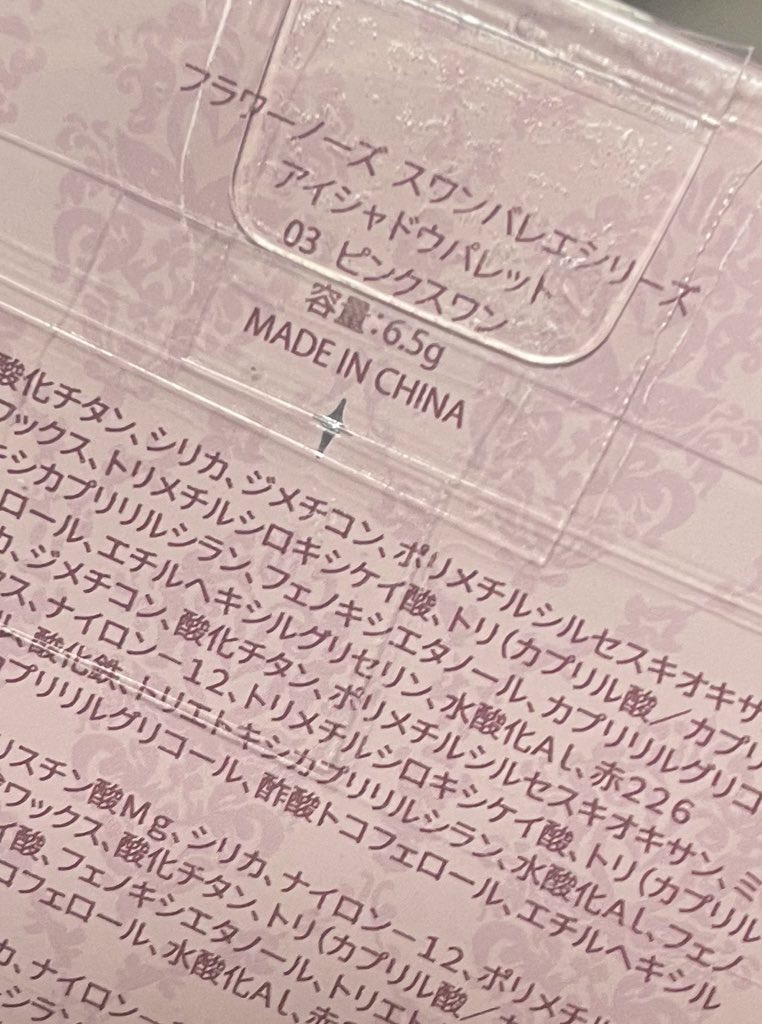 フラワーノーズ スワンバレエシリーズ
アイシャドウパレット
03 ピンクスワン
容量:6.5g
MADE IN CHINA
酸化チタン、シリカ、ジメチコン、ポリメチルシルセスキオキサ
ワックス、トリメチルシロキシケイ酸、トリ(カプリル酸/カプリ
キシカプリリルシラン、フェノキシエタノール、カプリリルグリコ
ロール、エチルヘキシルグリセリン、水酸化Al、赤226
カ、ジメチコン、酸化チタン、ポリメチルシルセスキオキサン、ミ
クス、ナイロン-12、トリメチルシロキシケイ酸、トリ(カプリル
酸化鉄、トリエトキシカプリリルシラン、水酸化Al、フェノ
カプリリルグリコール、酢酸トコフェロール、エチルヘキシル
リスチン酸Mg、シリカ、ナイロン-12、ポリメチル
ワックス、酸化チタン、トリ(カプリル酸/カ
イ酸、フェノキシエタノール、トリエト
コフェロール、水酸化Al、赤
カ、ナイロン-1
シラン